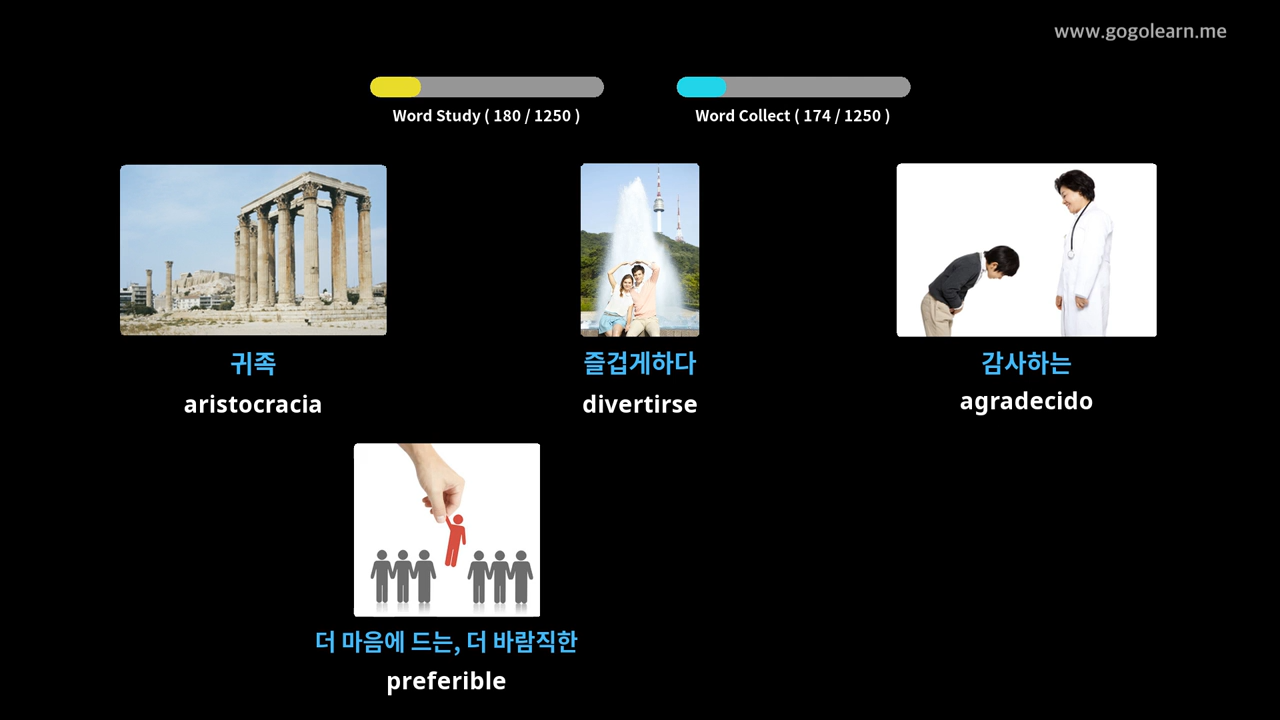 www.gogolearn.me
Word Study ( 180 / 1250 )
Word Collect ( 174 / 1250 )
귀족
aristocracia
즐겁게하다
divertirse
감사하는
agradecido
더 마음에 드는, 더 바람직한
preferible